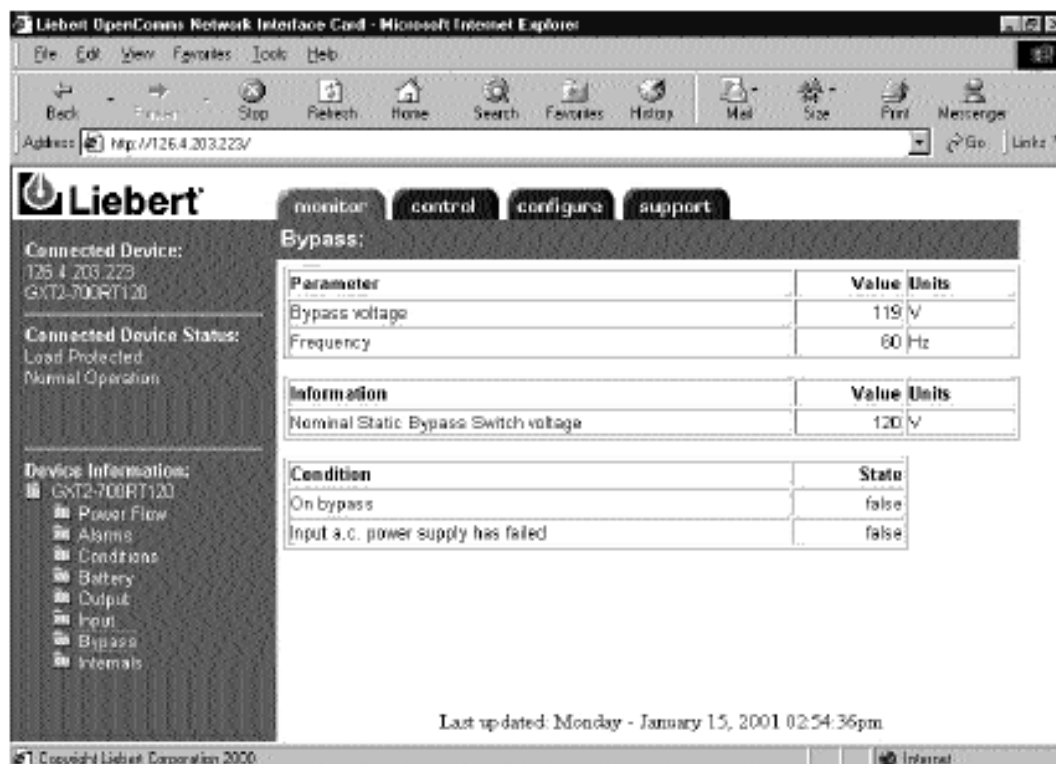 Liebert OpenComms Network Interface Card - Microsoft Internet Explorer
File Edit View Favorites Tools Help
Back Forward Stop Refresh Home Search Favorites History Mail Size Print Messenger
Address http://126.4.203.223/ Go Links
Liebert
monitor control configure support
Connected Device:
126.4.203.223
GXT2-700RT120
Connected Device Status:
Load Protected
Normal Operation
Device Information:
GXT2-700RT120
Power Flow
Alarms
Conditions
Battery
Output
Input
Bypass
Internals
Bypass:
Parameter Value Units
Bypass voltage 119 V
Frequency 60 Hz
Information Value Units
Nominal Static Bypass Switch voltage 120 V
Condition State
On bypass false
Input a.c. power supply has failed false
Last updated: Monday - January 15, 2001 02:54:36pm
Copyright Liebert Corporation 2000 Internet